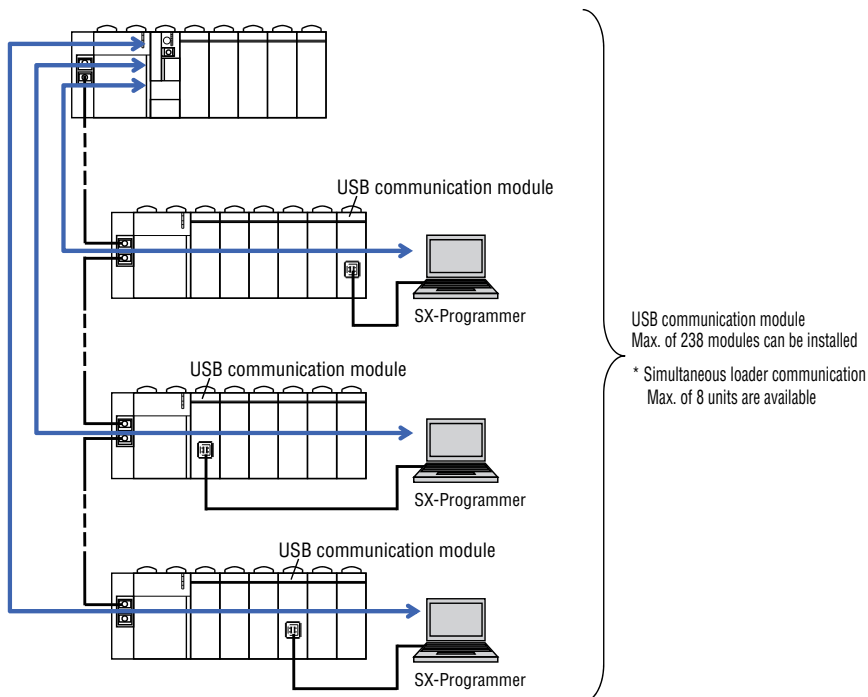 USB communication module
SX-Programmer
USB communication module
SX-Programmer
USB communication module
SX-Programmer
USB communication module
Max. of 238 modules can be installed
* Simultaneous loader communication
Max. of 8 units are available